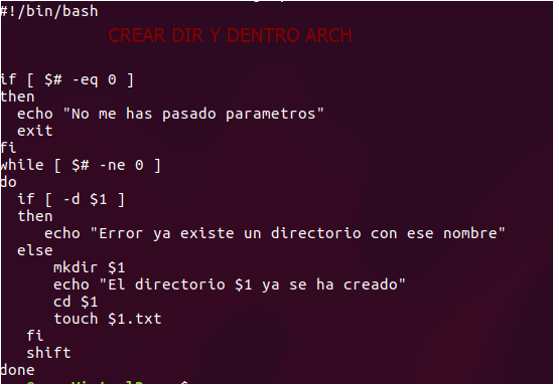 #!/bin/bash
CREAR DIR Y DENTRO ARCH
if [ $# -eq 0 ]
then
  echo "No me has pasado parametros"
  exit
fi
while [ $# -ne 0 ]
do
  if [ -d $1 ]
  then
     echo "Error ya existe un directorio con ese nombre"
  else
      mkdir $1
      echo "El directorio $1 ya se ha creado"
      cd $1
      touch $1.txt
   fi
   shift
done